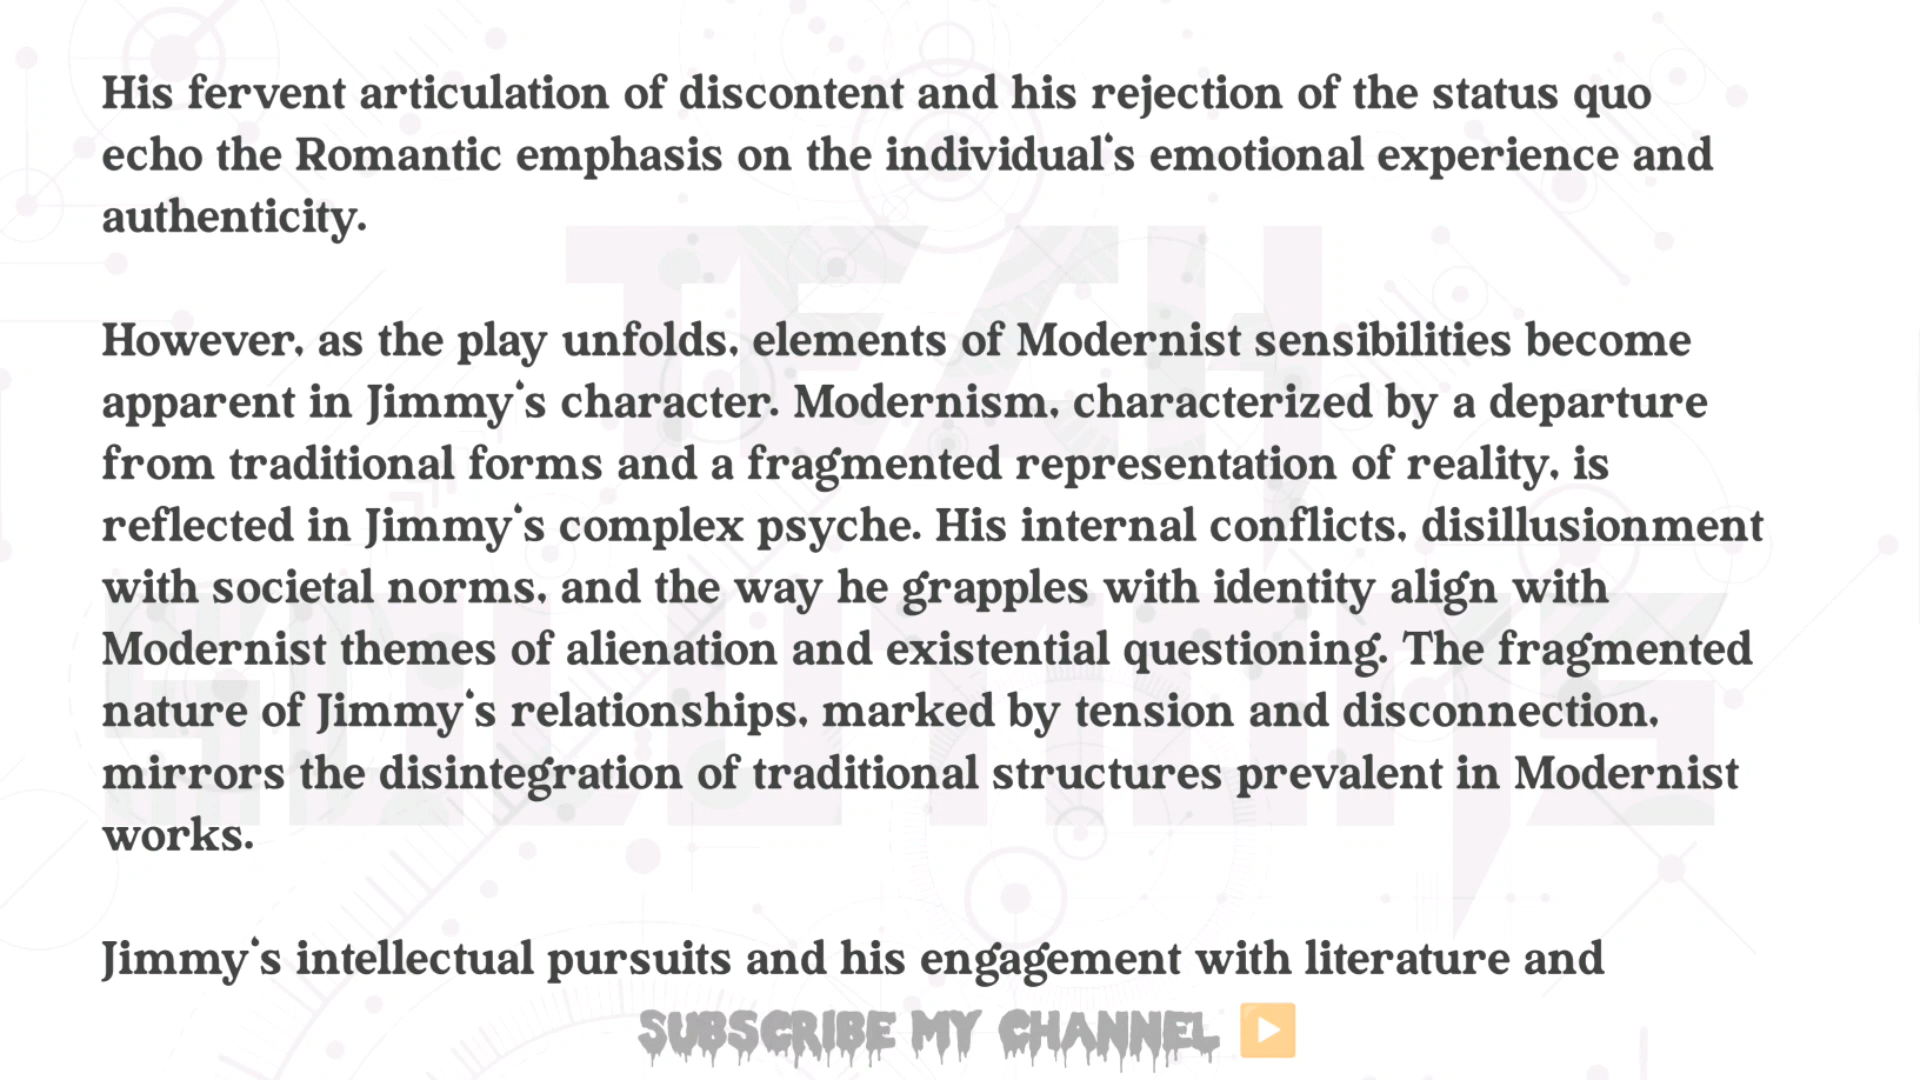 His fervent articulation of discontent and his rejection of the status quo
echo the Romantic emphasis on the individual's emotional experience and
authenticity.
However, as the play unfolds, elements of Modernist sensibilities become
apparent in Jimmy's character. Modernism, characterized by a departure
from traditional forms and a fragmented representation of reality, is
reflected in Jimmy's complex psyche. His internal conflicts, disillusionment
with societal norms, and the way he grapples with identity align with
Modernist themes of alienation and existential questioning. The fragmented
nature of Jimmy's relationships, marked by tension and disconnection,
mirrors the disintegration of traditional structures prevalent in Modernist
works.
Jimmy's intellectual pursuits and his engagement with literature and
SUBSCRIBE MY CHANNEL